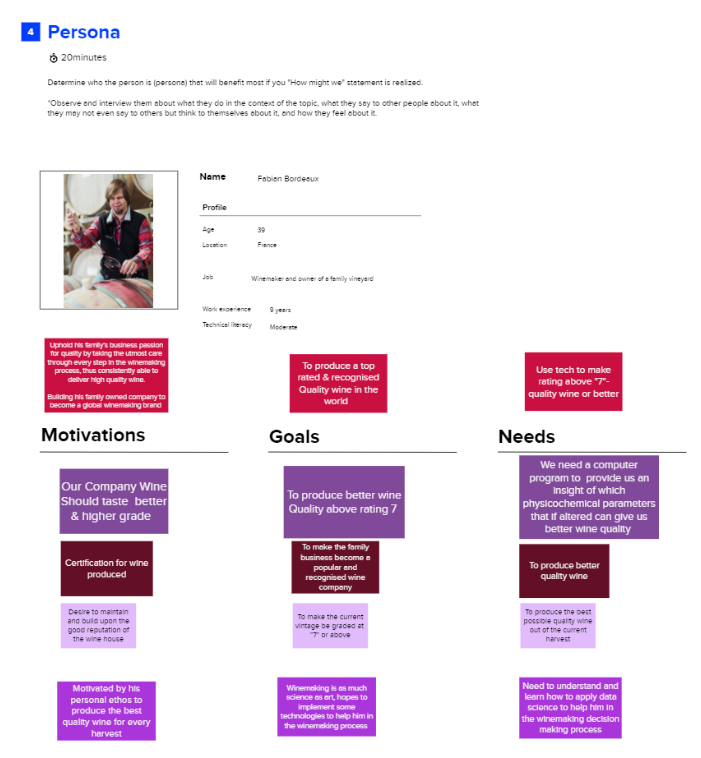 4 Persona
20minutes
Determine who the person is (persona) that will benefit most if you "How might we" statement is realized.
*Observe and interview them about what they do in the context of the topic, what they say to other people about it, what
they may not even say to others but think to themselves about it, and how they feel about it.
Name Fabian Bordeaux
Profile
Age 39
Location France
Job Winemaker and owner of a family vineyard
Work experience 9 years
Technical literacy Moderate
Uphold his family's business passion
for quality by taking the utmost care
through every step in the winemaking
process, thus consistently able to
deliver high quality wine.
Building his family owned company to
become a global winemaking brand
To produce a top
rated & recognised
Quality wine in the
world
Use tech to make
rating above "7"-
quality wine or better
Motivations
Goals
Needs
Our Company Wine
Should taste better
& higher grade
To produce better wine
Quality above rating 7
We need a computer
program to provide us an
insight of which
physicochemical parameters
that if altered can give us
better wine quality
Certification for wine
produced
To make the family
business become a
popular and
recognised wine
company
To produce better
quality wine
Desire to maintain
and build upon the
good reputation of
the wine house
To make the current
vintage be graded at
"7" or above
To produce the best
possible quality wine
out of the current
harvest
Motivated by his
personal ethos to
produce the best
quality wine for every
harvest
Winemaking is as much
science as art, hopes to
implement some
technologies to help him in
the winemaking process
Need to understand and
learn how to apply data
science to help him in
the winemaking decision
making process